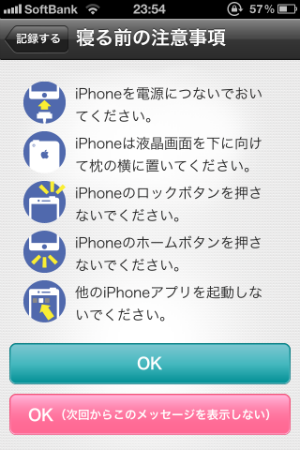 SoftBank 23:54 57%
記録する 寝る前の注意事項
iPhoneを電源につないでおい
てください。
iPhoneは液晶画面を下に向け
て枕の横に置いてください。
iPhoneのロックボタンを押さ
ないでください。
iPhoneのホームボタンを押さ
ないでください。
他のiPhoneアプリを起動しな
いでください。
OK
OK（次回からこのメッセージを表示しない）